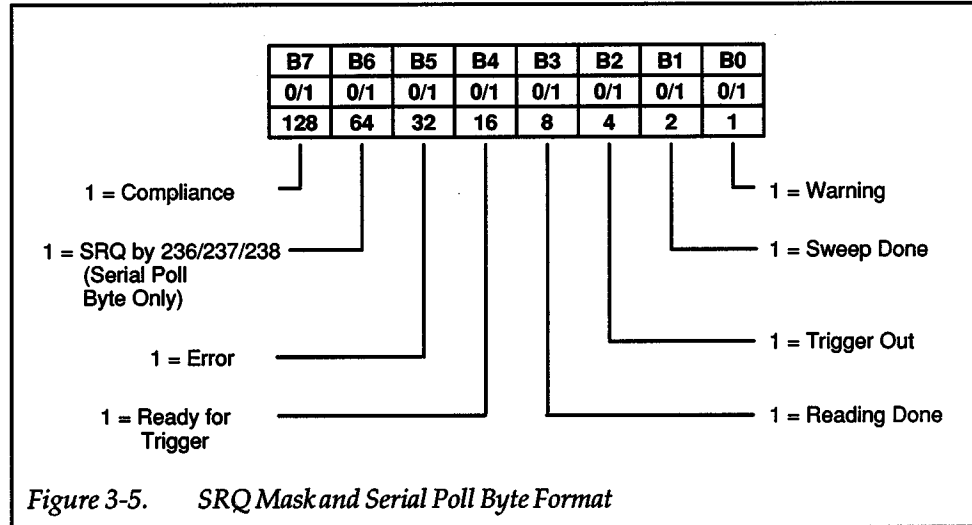 B7 B6 B5 B4 B3 B2 B1 B0
0/1 0/1 0/1 0/1 0/1 0/1 0/1 0/1
128 64 32 16 8 4 2 1
1 = Compliance
1 = Warning
1 = SRQ by 236/237/238
(Serial Poll
Byte Only)
1 = Sweep Done
1 = Error
1 = Trigger Out
1 = Ready for
Trigger
1 = Reading Done
Figure 3-5. SRQ Mask and Serial Poll Byte Format